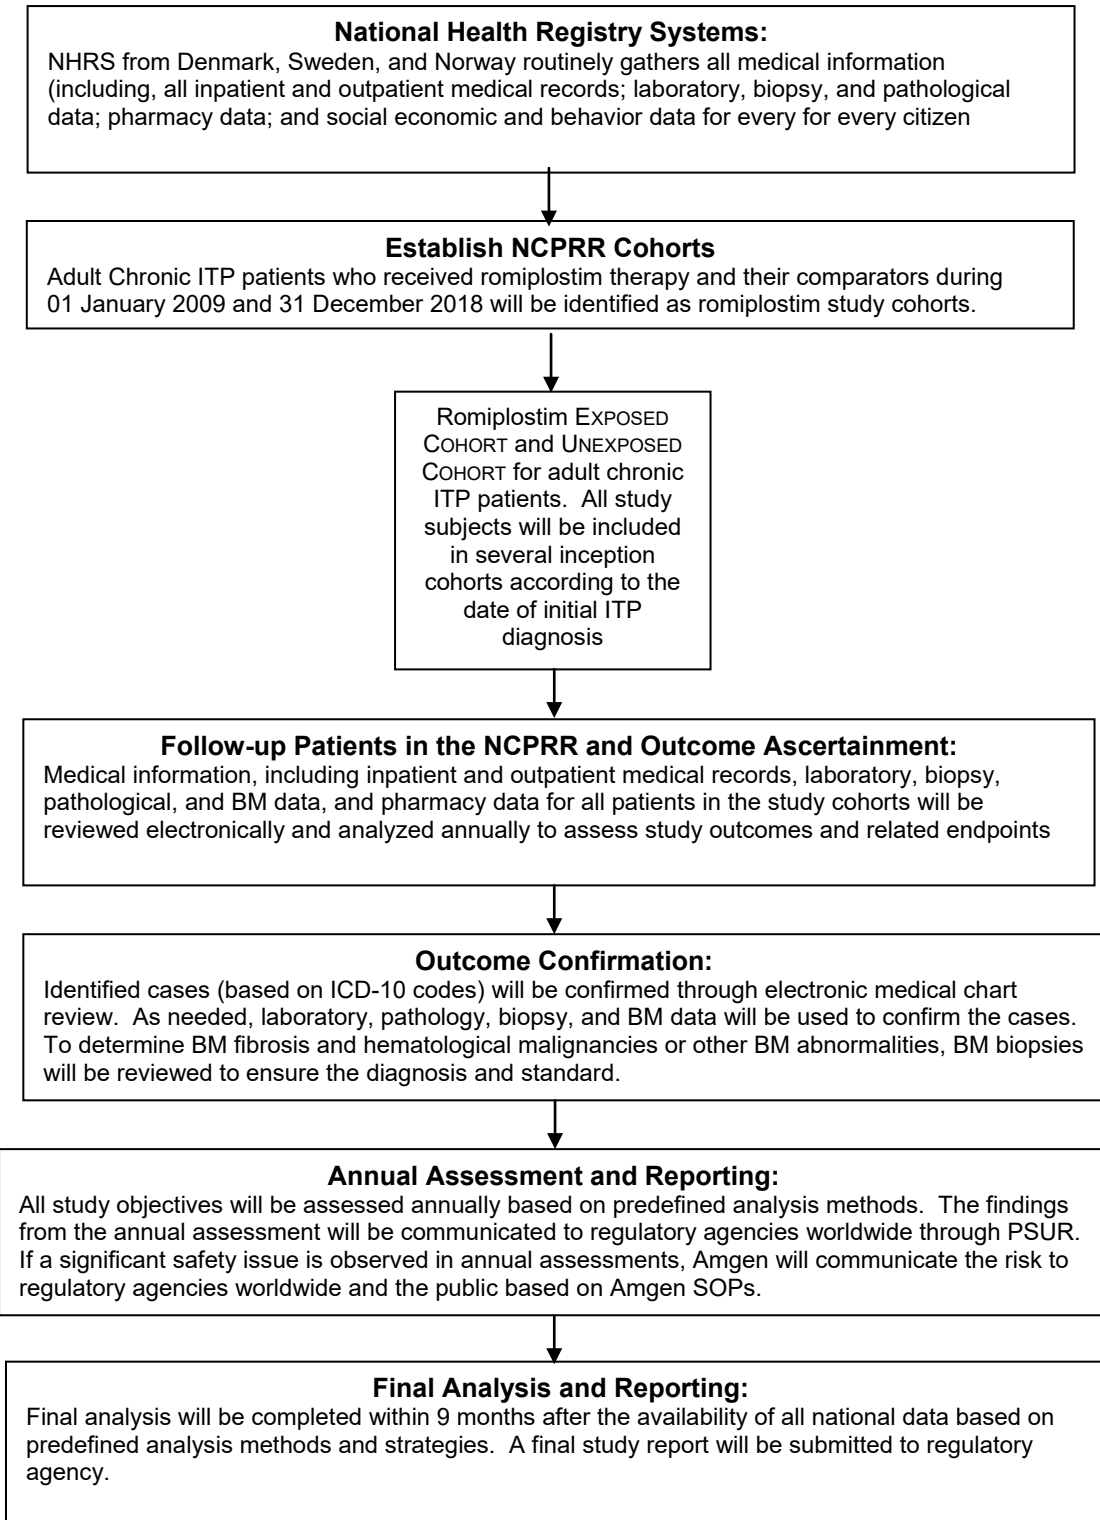 National Health Registry Systems:
NHRS from Denmark, Sweden, and Norway routinely gathers all medical information
(including, all inpatient and outpatient medical records; laboratory, biopsy, and pathological
data; pharmacy data; and social economic and behavior data for every for every citizen
Establish NCPRR Cohorts
Adult Chronic ITP patients who received romiplostim therapy and their comparators during
01 January 2009 and 31 December 2018 will be identified as romiplostim study cohorts.
Romiplostim EXPOSED
COHORT and UNEXPOSED
COHORT for adult chronic
ITP patients. All study
subjects will be included
in several inception
cohorts according to the
date of initial ITP
diagnosis
Follow-up Patients in the NCPRR and Outcome Ascertainment:
Medical information, including inpatient and outpatient medical records, laboratory, biopsy,
pathological, and BM data, and pharmacy data for all patients in the study cohorts will be
reviewed electronically and analyzed annually to assess study outcomes and related endpoints
Outcome Confirmation:
Identified cases (based on ICD-10 codes) will be confirmed through electronic medical chart
review. As needed, laboratory, pathology, biopsy, and BM data will be used to confirm the cases.
To determine BM fibrosis and hematological malignancies or other BM abnormalities, BM biopsies
will be reviewed to ensure the diagnosis and standard.
Annual Assessment and Reporting:
All study objectives will be assessed annually based on predefined analysis methods. The findings
from the annual assessment will be communicated to regulatory agencies worldwide through PSUR.
If a significant safety issue is observed in annual assessments, Amgen will communicate the risk to
regulatory agencies worldwide and the public based on Amgen SOPs.
Final Analysis and Reporting:
Final analysis will be completed within 9 months after the availability of all national data based on
predefined analysis methods and strategies. A final study report will be submitted to regulatory
agency.